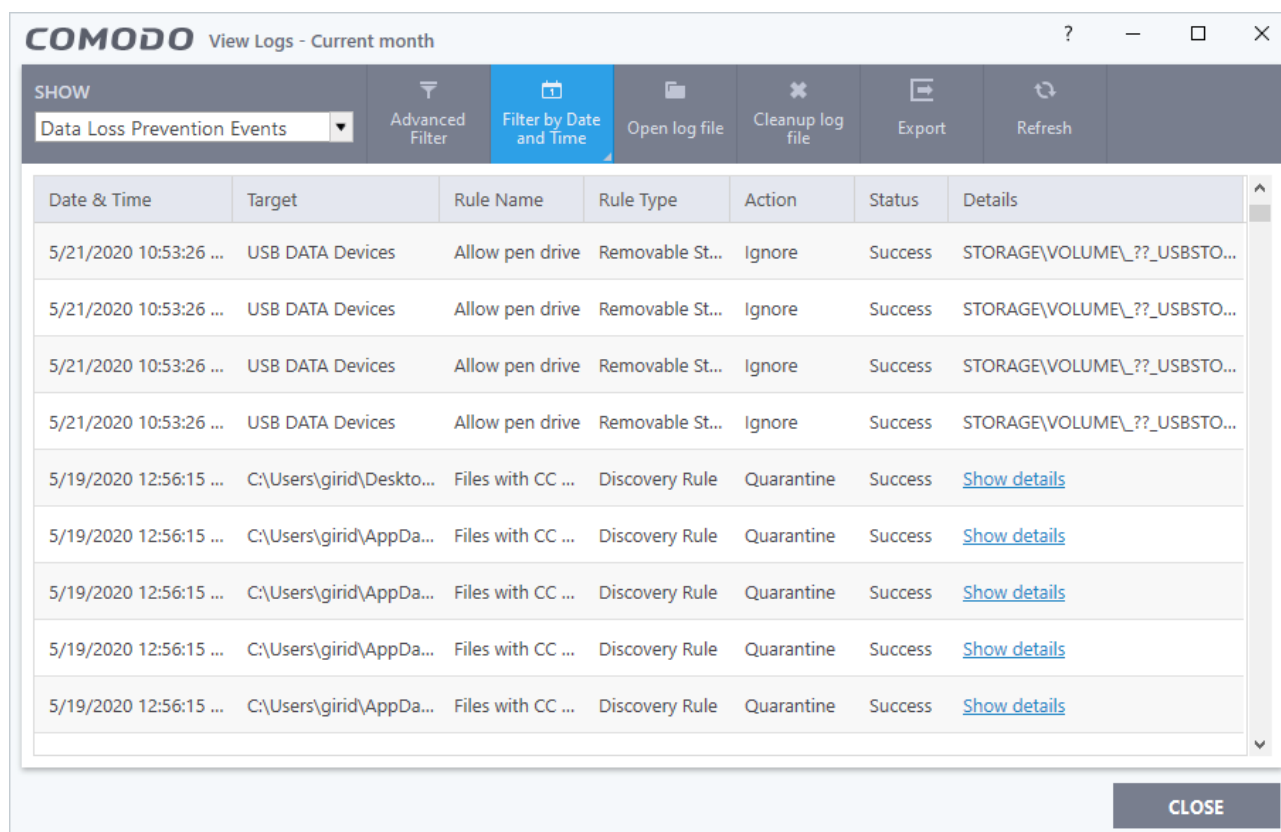 COMODO View Logs - Current month ?
SHOW
Data Loss Prevention Events
Advanced Filter
Filter by Date and Time
Open log file
Cleanup log file
Export
Refresh
Date & Time Target Rule Name Rule Type Action Status Details
5/21/2020 10:53:26 ... USB DATA Devices Allow pen drive Removable St... Ignore Success STORAGE\VOLUME\_??_USBSTO...
5/21/2020 10:53:26 ... USB DATA Devices Allow pen drive Removable St... Ignore Success STORAGE\VOLUME\_??_USBSTO...
5/21/2020 10:53:26 ... USB DATA Devices Allow pen drive Removable St... Ignore Success STORAGE\VOLUME\_??_USBSTO...
5/21/2020 10:53:26 ... USB DATA Devices Allow pen drive Removable St... Ignore Success STORAGE\VOLUME\_??_USBSTO...
5/19/2020 12:56:15 ... C:\Users\girid\Deskto... Files with CC ... Discovery Rule Quarantine Success Show details
5/19/2020 12:56:15 ... C:\Users\girid\AppDa... Files with CC ... Discovery Rule Quarantine Success Show details
5/19/2020 12:56:15 ... C:\Users\girid\AppDa... Files with CC ... Discovery Rule Quarantine Success Show details
5/19/2020 12:56:15 ... C:\Users\girid\AppDa... Files with CC ... Discovery Rule Quarantine Success Show details
5/19/2020 12:56:15 ... C:\Users\girid\AppDa... Files with CC ... Discovery Rule Quarantine Success Show details
CLOSE